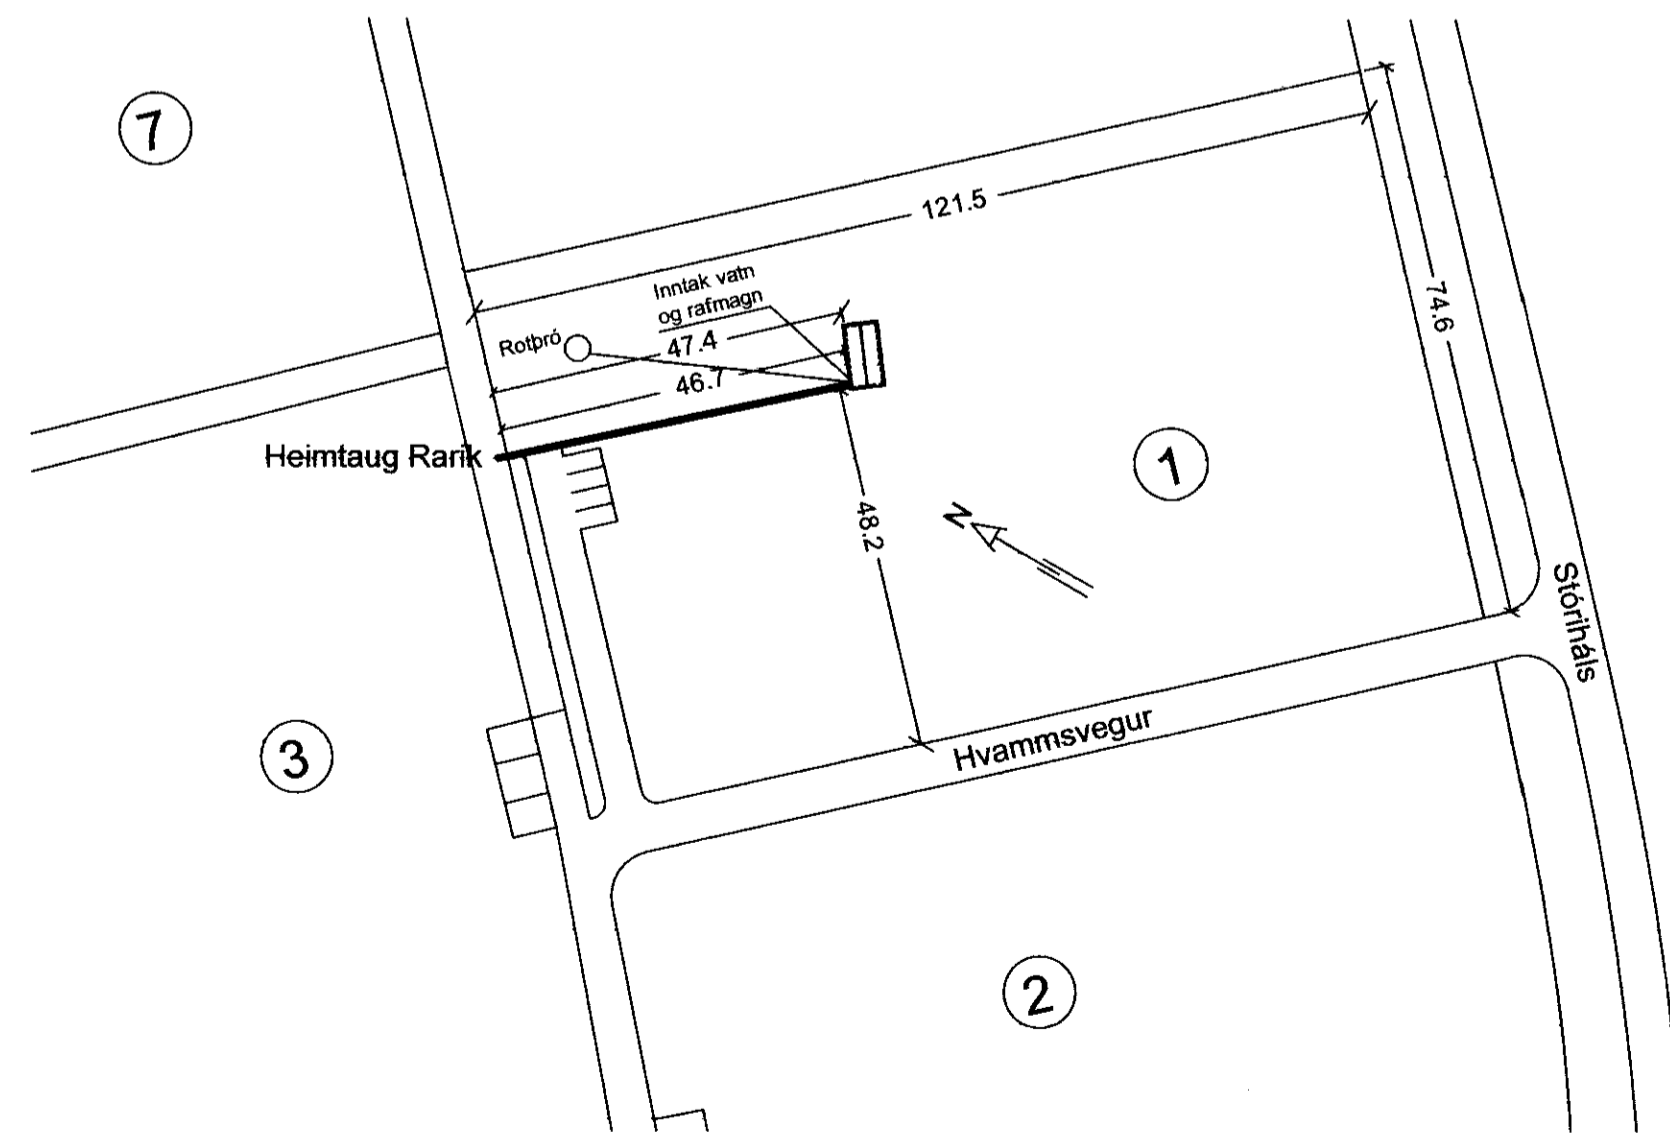 7
121.5
Inntak vatn
og rafmagn
74.6
Rotþró
47.4
46.7
Heimtaug Rarik
1
48.2
N
Stóriháls
3
Hvammsvegur
2